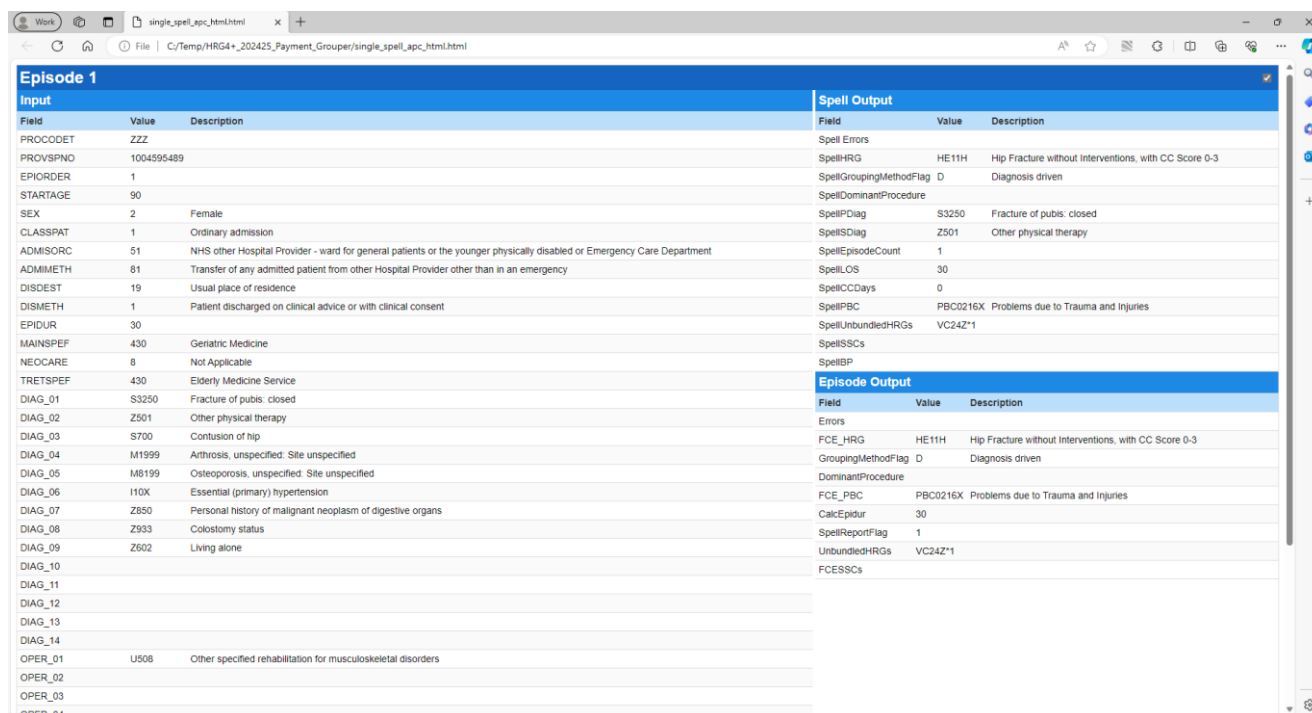 Work
single_spell_apc_html.html
File | C:/Temp/HRG4+_202425_Payment_Grouper/single_spell_apc_html.html
Episode 1
Input
Field Value Description
PROCODET ZZZ
PROVSPNO 1004595489
EPIORDER 1
STARTAGE 90
SEX 2 Female
CLASSPAT 1 Ordinary admission
ADMISORC 51 NHS other Hospital Provider - ward for general patients or the younger physically disabled or Emergency Care Department
ADMIMETH 81 Transfer of any admitted patient from other Hospital Provider other than in an emergency
DISDEST 19 Usual place of residence
DISMETH 1 Patient discharged on clinical advice or with clinical consent
EPIDUR 30
MAINSPEF 430 Geriatric Medicine
NEOCARE 8 Not Applicable
TRETSPEF 430 Elderly Medicine Service
DIAG_01 S3250 Fracture of pubis: closed
DIAG_02 Z501 Other physical therapy
DIAG_03 S700 Contusion of hip
DIAG_04 M1999 Arthrosis, unspecified: Site unspecified
DIAG_05 M8199 Osteoporosis, unspecified: Site unspecified
DIAG_06 I10X Essential (primary) hypertension
DIAG_07 Z850 Personal history of malignant neoplasm of digestive organs
DIAG_08 Z933 Colostomy status
DIAG_09 Z602 Living alone
DIAG_10
DIAG_11
DIAG_12
DIAG_13
DIAG_14
OPER_01 U508 Other specified rehabilitation for musculoskeletal disorders
OPER_02
OPER_03
Spell Output
Field Value Description
Spell Errors
SpellHRG HE11H Hip Fracture without Interventions, with CC Score 0-3
SpellGroupingMethodFlag D Diagnosis driven
SpellDominantProcedure
SpellPDiag S3250 Fracture of pubis: closed
SpellSDiag Z501 Other physical therapy
SpellEpisodeCount 1
SpellLOS 30
SpellCCDays 0
SpellPBC PBC0216X Problems due to Trauma and Injuries
SpellUnbundledHRGs VC24Z*1
SpellSSCs
SpellBP
Episode Output
Field Value Description
Errors
FCE_HRG HE11H Hip Fracture without Interventions, with CC Score 0-3
GroupingMethodFlag D Diagnosis driven
DominantProcedure
FCE_PBC PBC0216X Problems due to Trauma and Injuries
CalcEpidur 30
SpellReportFlag 1
UnbundledHRGs VC24Z*1
FCESSCs